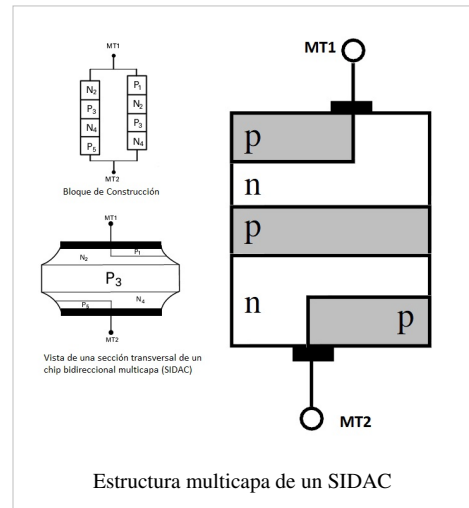 MT1
N2 P1
P3 N2
N4 P3
P5 N4
MT2
Bloque de Construcción
MT1
P1
N2
P3
N4
P5
MT2
Vista de una sección transversal de un
chip bidireccional multicapa (SIDAC)
MT1
p
n
p
n
p
MT2
Estructura multicapa de un SIDAC